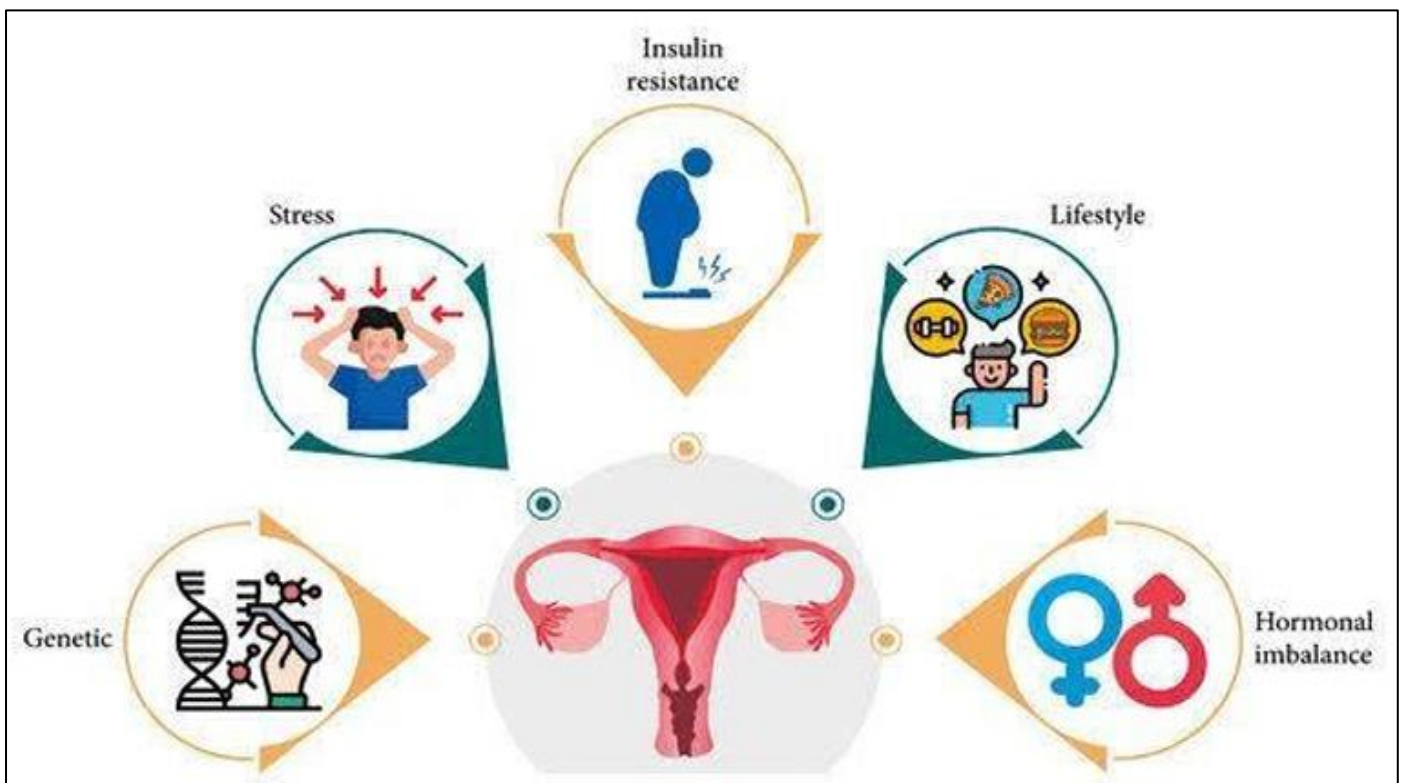 Insulin
resistance
Stress
Lifestyle
Genetic
Hormonal
imbalance